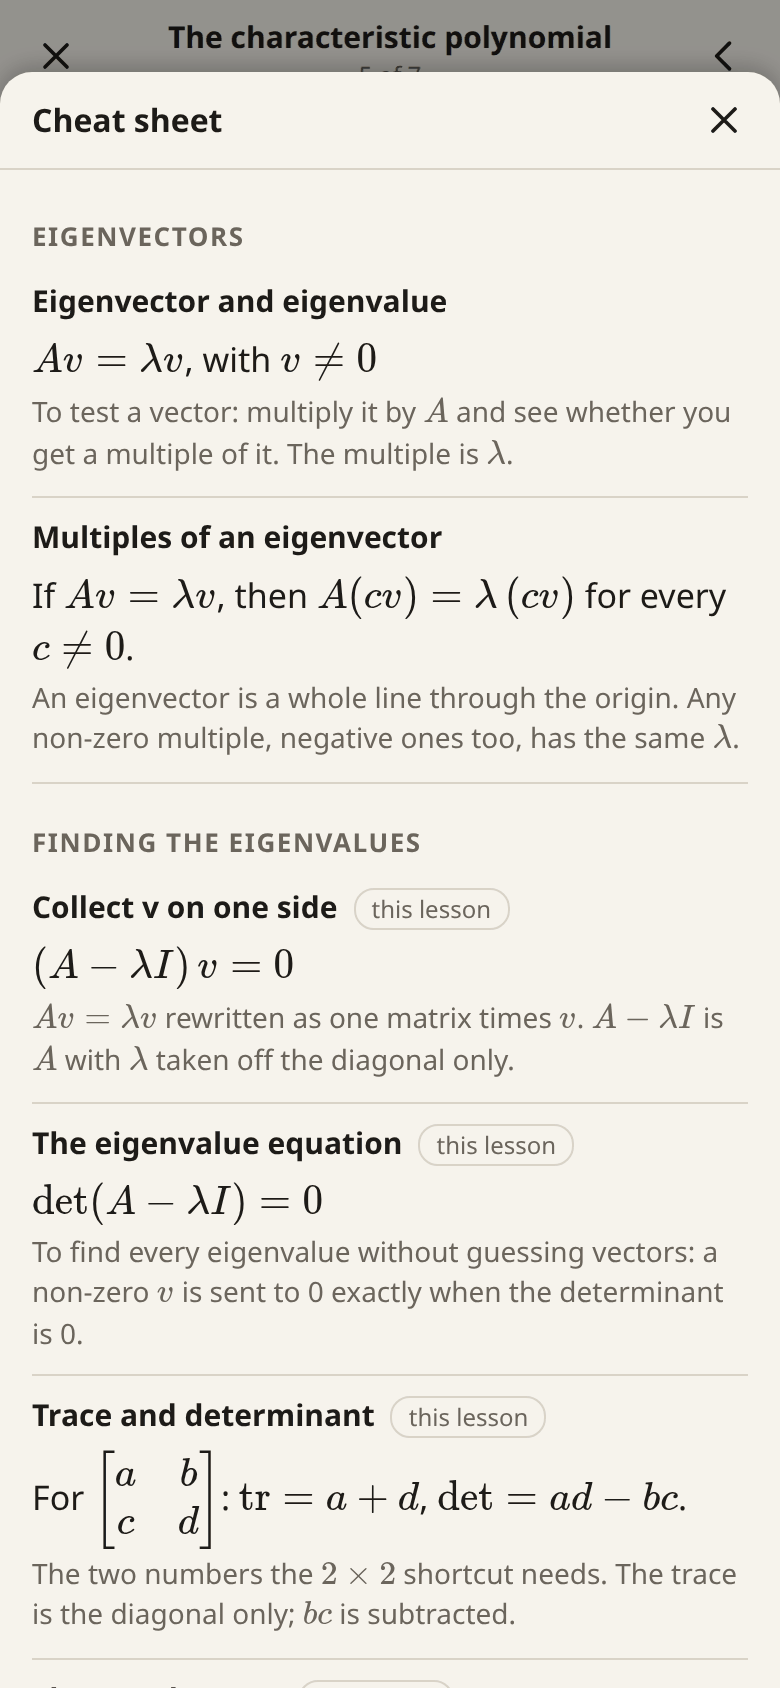 The characteristic polynomial
5 of 7
Cheat sheet
EIGENVECTORS
Eigenvector and eigenvalue
Av = λv, with v ≠ 0
To test a vector: multiply it by A and see whether you
get a multiple of it. The multiple is λ.
Multiples of an eigenvector
If Av = λv, then A(cv) = λ (cv) for every
c ≠ 0.
An eigenvector is a whole line through the origin. Any
non-zero multiple, negative ones too, has the same λ.
FINDING THE EIGENVALUES
Collect v on one side this lesson
(A − λI) v = 0
Av = λv rewritten as one matrix times v. A − λI is
A with λ taken off the diagonal only.
The eigenvalue equation this lesson
det(A − λI) = 0
To find every eigenvalue without guessing vectors: a
non-zero v is sent to 0 exactly when the determinant
is 0.
Trace and determinant this lesson
For [a b; c d]: tr = a + d, det = ad − bc.
The two numbers the 2 × 2 shortcut needs. The trace
is the diagonal only; bc is subtracted.